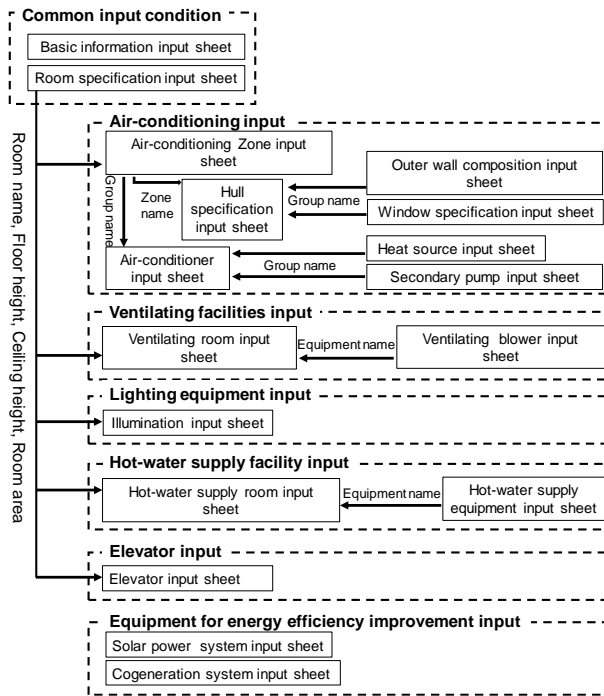 Common input condition
Basic information input sheet
Room specification input sheet
Room name, Floor height, Ceiling height, Room area
Air-conditioning input
Air-conditioning Zone input
sheet
Group name
Zone
name
Hull
specification
input sheet
Group name
Outer wall composition input
sheet
Window specification input sheet
Air-conditioner
input sheet
Group name
Heat source input sheet
Secondary pump input sheet
Ventilating facilities input
Ventilating room input
sheet
Equipment name
Ventilating blower input
sheet
Lighting equipment input
Illumination input sheet
Hot-water supply facility input
Hot-water supply room input
sheet
Equipment name
Hot-water supply
equipment input sheet
Elevator input
Elevator input sheet
Equipment for energy efficiency improvement input
Solar power system input sheet
Cogeneration system input sheet